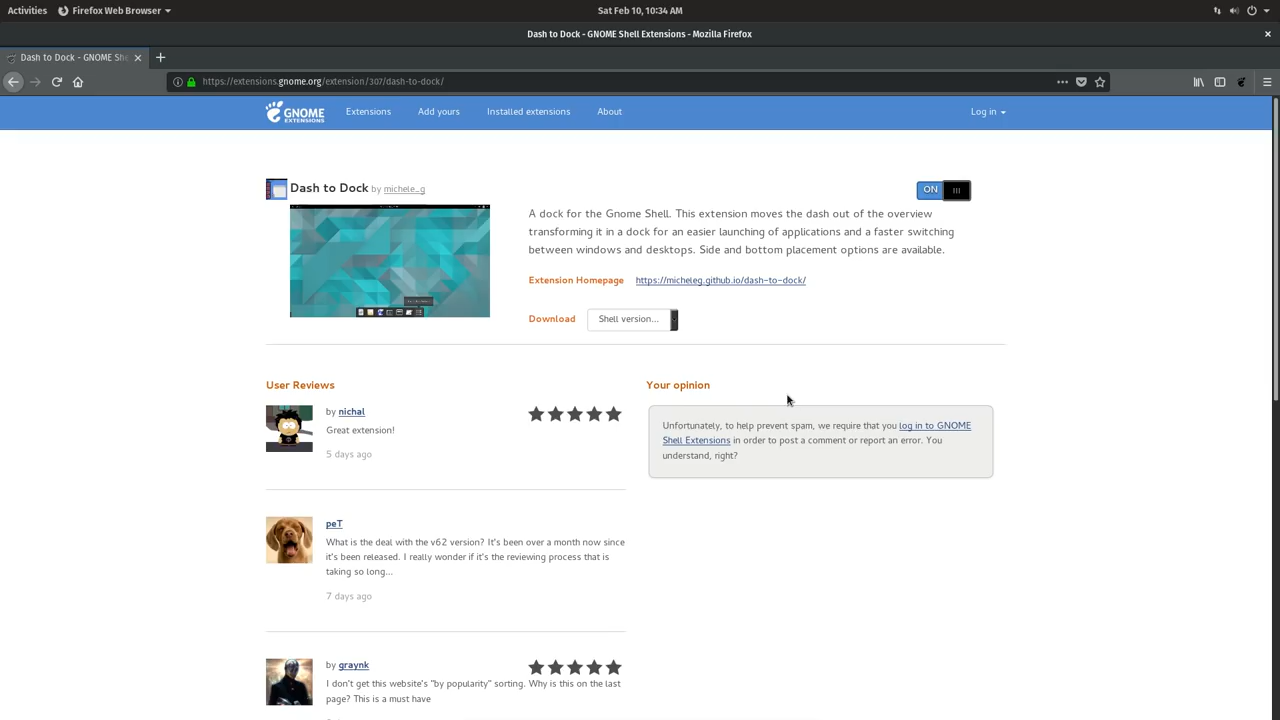 Activities Firefox Web Browser Sat Feb 10, 10:34 AM
Dash to Dock - GNOME Shell Extensions - Mozilla Firefox
Dash to Dock - GNOME She
https://extensions.gnome.org/extension/307/dash-to-dock/
GNOME EXTENSIONS Extensions Add yours Installed extensions About Log in
Dash to Dock by michele_g ON
A dock for the Gnome Shell. This extension moves the dash out of the overview
transforming it in a dock for an easier launching of applications and a faster switching
between windows and desktops. Side and bottom placement options are available.
Extension Homepage https://micheleg.github.io/dash-to-dock/
Download Shell version...
User Reviews
by nichal
Great extension!
5 days ago
peT
What is the deal with the v62 version? It's been over a month now since
it's been released. I really wonder if it's the reviewing process that is
taking so long...
7 days ago
by graynk
I don't get this website's "by popularity" sorting. Why is this on the last
page? This is a must have
Your opinion
Unfortunately, to help prevent spam, we require that you log in to GNOME
Shell Extensions in order to post a comment or report an error. You
understand, right?